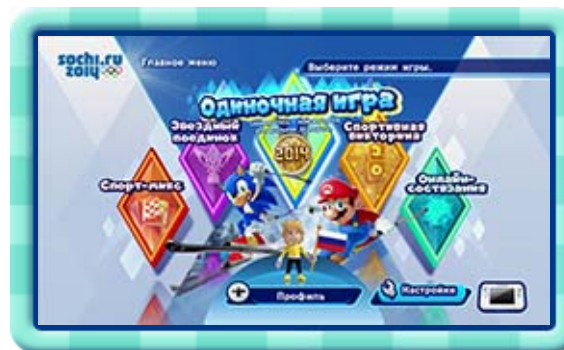 sochi.ru
2014
Главное меню
Выберите режим игры.
Одиночная игра
Звездный
поединок
Спортивная
викторина
2014
Спорт-микс
Онлайн-
состязания
Профиль
Настройки